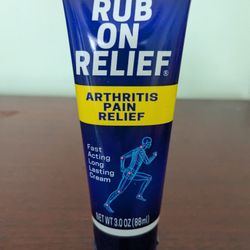 RUB
ON
RELIEF®
ARTHRITIS
PAIN
RELIEF
Fast
Acting
Long
Lasting
Cream
NET WT 3.0 OZ (88ml)